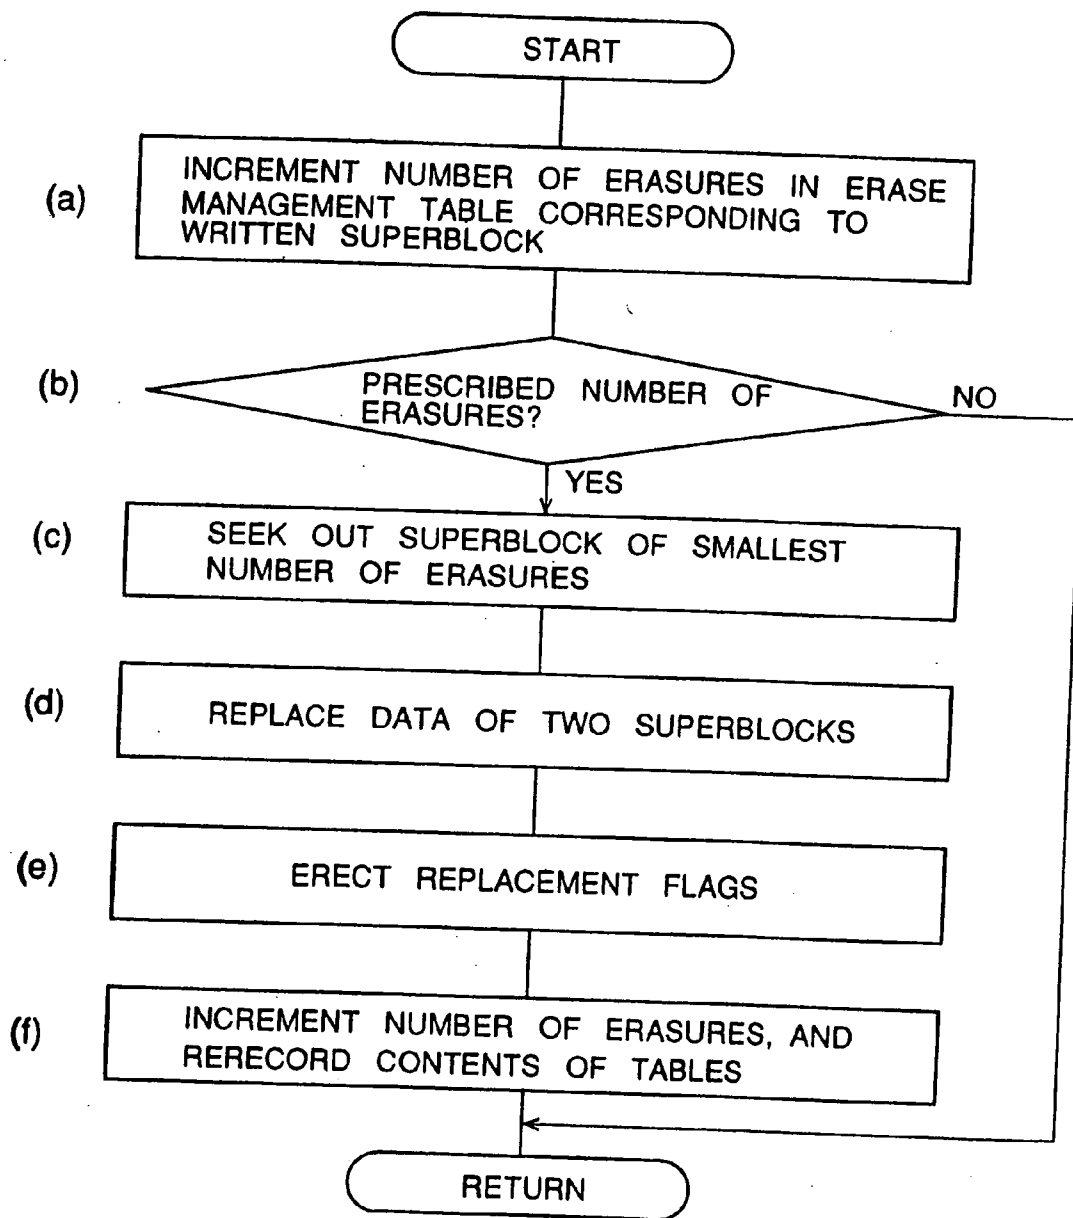 START
(a)
INCREMENT NUMBER OF ERASURES IN ERASE
MANAGEMENT TABLE CORRESPONDING TO
WRITTEN SUPERBLOCK
(b)
PRESCRIBED NUMBER OF
ERASURES?
NO
YES
(c)
SEEK OUT SUPERBLOCK OF SMALLEST
NUMBER OF ERASURES
(d)
REPLACE DATA OF TWO SUPERBLOCKS
(e)
ERECT REPLACEMENT FLAGS
(f)
INCREMENT NUMBER OF ERASURES, AND
RERECORD CONTENTS OF TABLES
RETURN